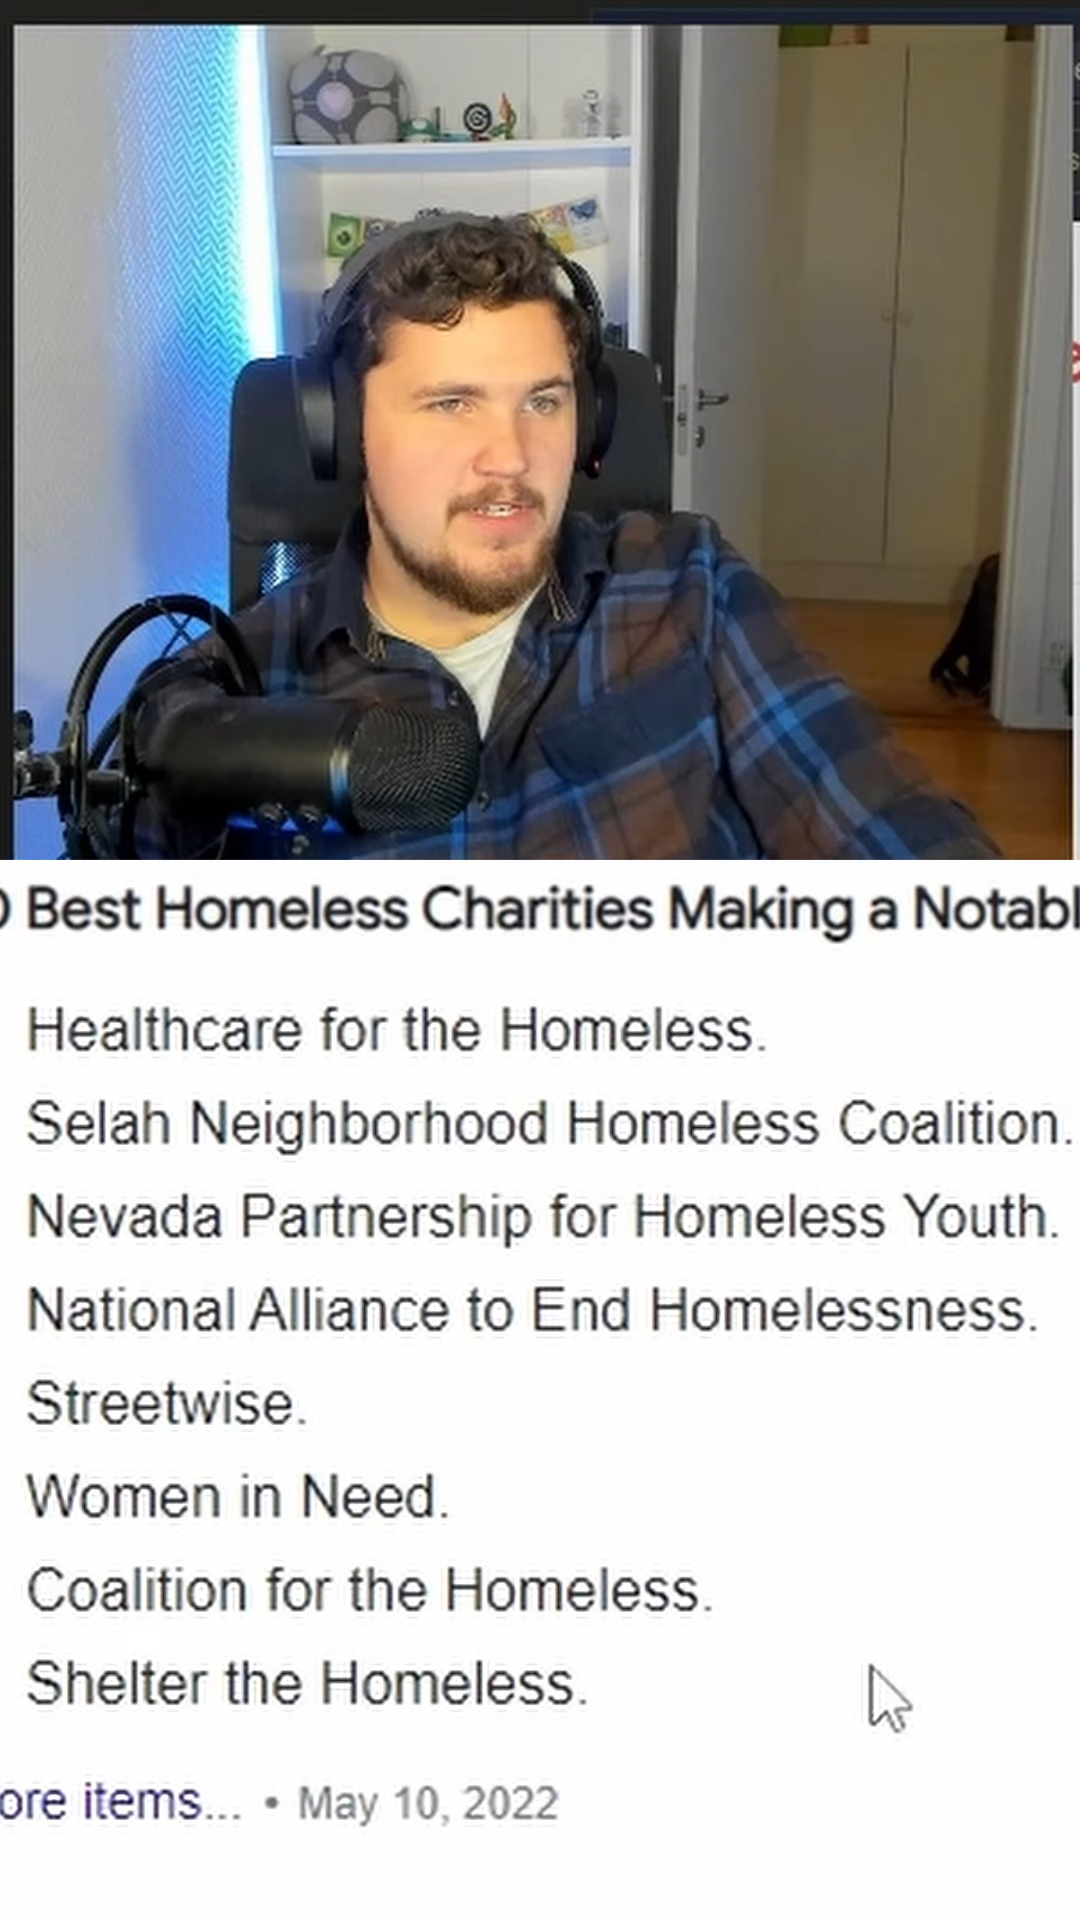 0 Best Homeless Charities Making a Notabl
Healthcare for the Homeless.
Selah Neighborhood Homeless Coalition.
Nevada Partnership for Homeless Youth.
National Alliance to End Homelessness.
Streetwise.
Women in Need.
Coalition for the Homeless.
Shelter the Homeless.
ore items... • May 10, 2022